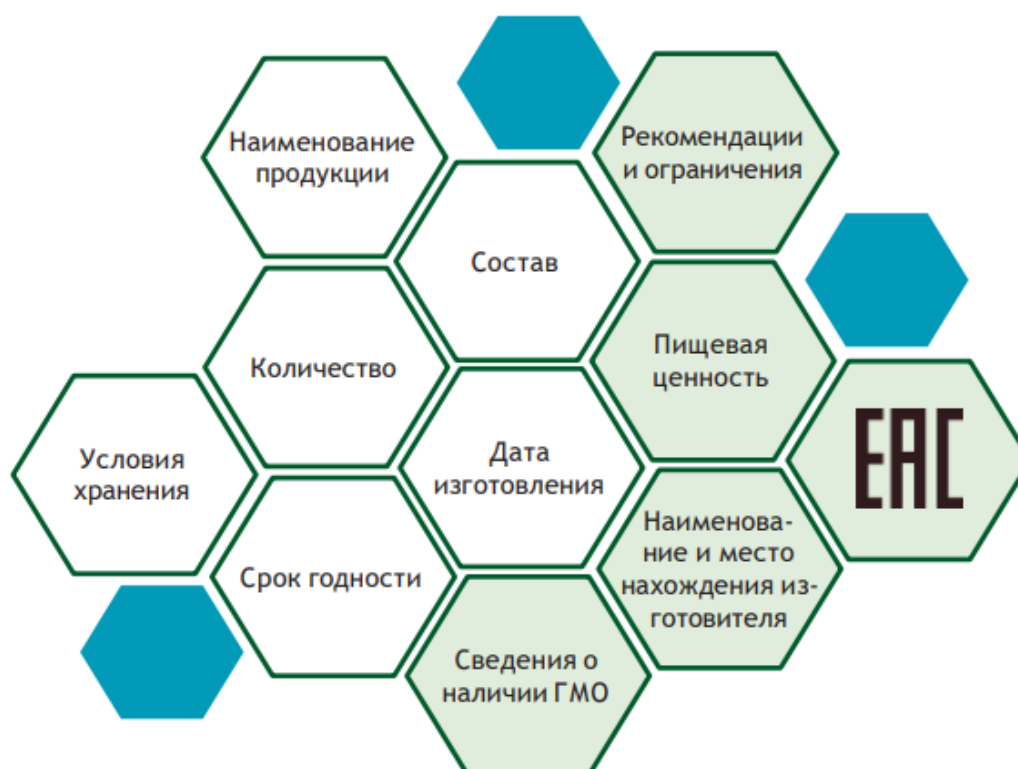 Наименование
продукции
Рекомендации
и ограничения
Состав
Количество
Пищевая
ценность
Условия
хранения
Дата
изготовления
EAC
Срок годности
Наименова-
ние и место
нахождения из-
готовителя
Сведения о
наличии ГМО